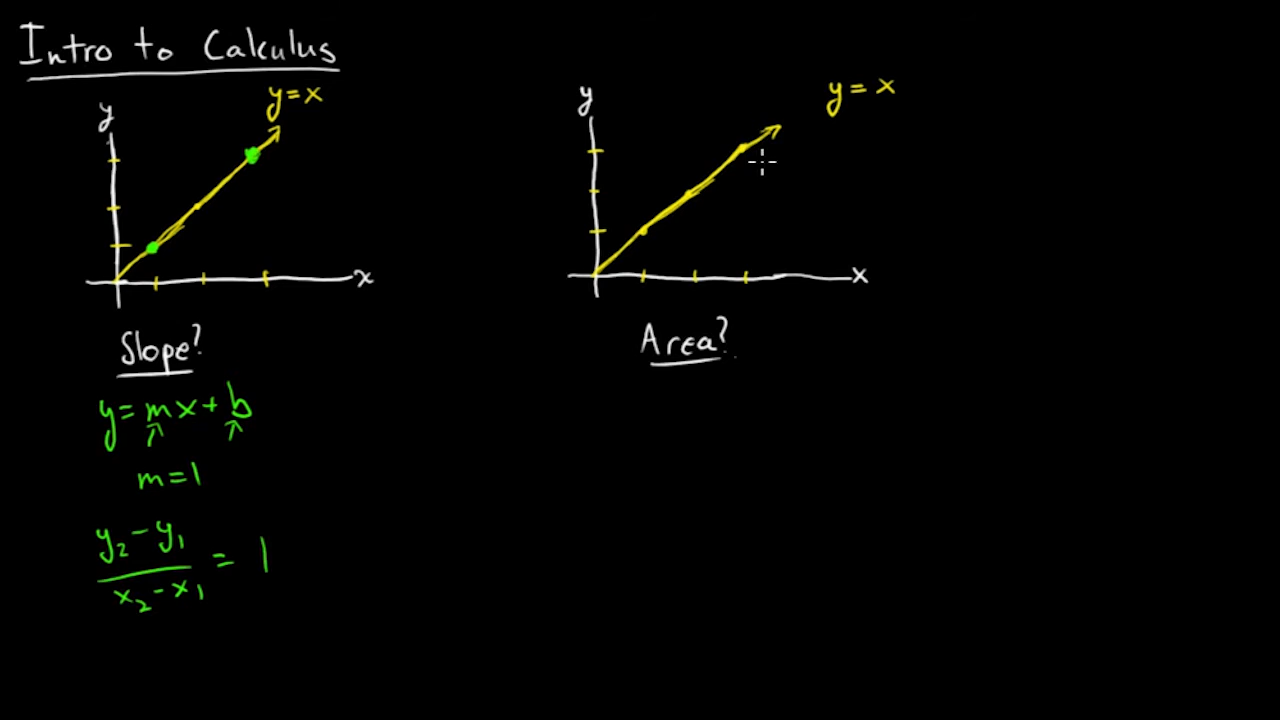 Intro to Calculus
y
y=x
x
Slope?
y=mx+b
m=1
y₂-y₁
x₂-x₁
= 1
y
y=x
x
Area?